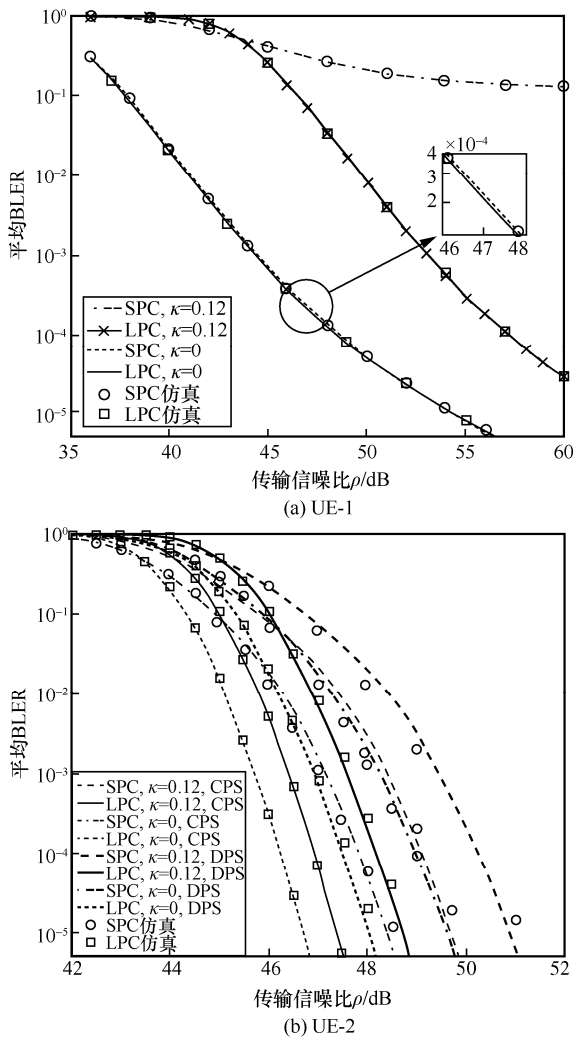 10⁰
10⁻¹
10⁻²
10⁻³
10⁻⁴
10⁻⁵
平均BLER
×10⁻⁴
4
3
2
46 47 48
SPC, κ=0.12
LPC, κ=0.12
SPC, κ=0
LPC, κ=0
SPC仿真
LPC仿真
35 40 45 50 55 60
传输信噪比ρ/dB
(a) UE-1
10⁰
10⁻¹
10⁻²
10⁻³
10⁻⁴
10⁻⁵
平均BLER
SPC, κ=0.12, CPS
LPC, κ=0.12, CPS
SPC, κ=0, CPS
LPC, κ=0, CPS
SPC, κ=0.12, DPS
LPC, κ=0.12, DPS
SPC, κ=0, DPS
LPC, κ=0, DPS
SPC仿真
LPC仿真
42 44 46 48 50 52
传输信噪比ρ/dB
(b) UE-2